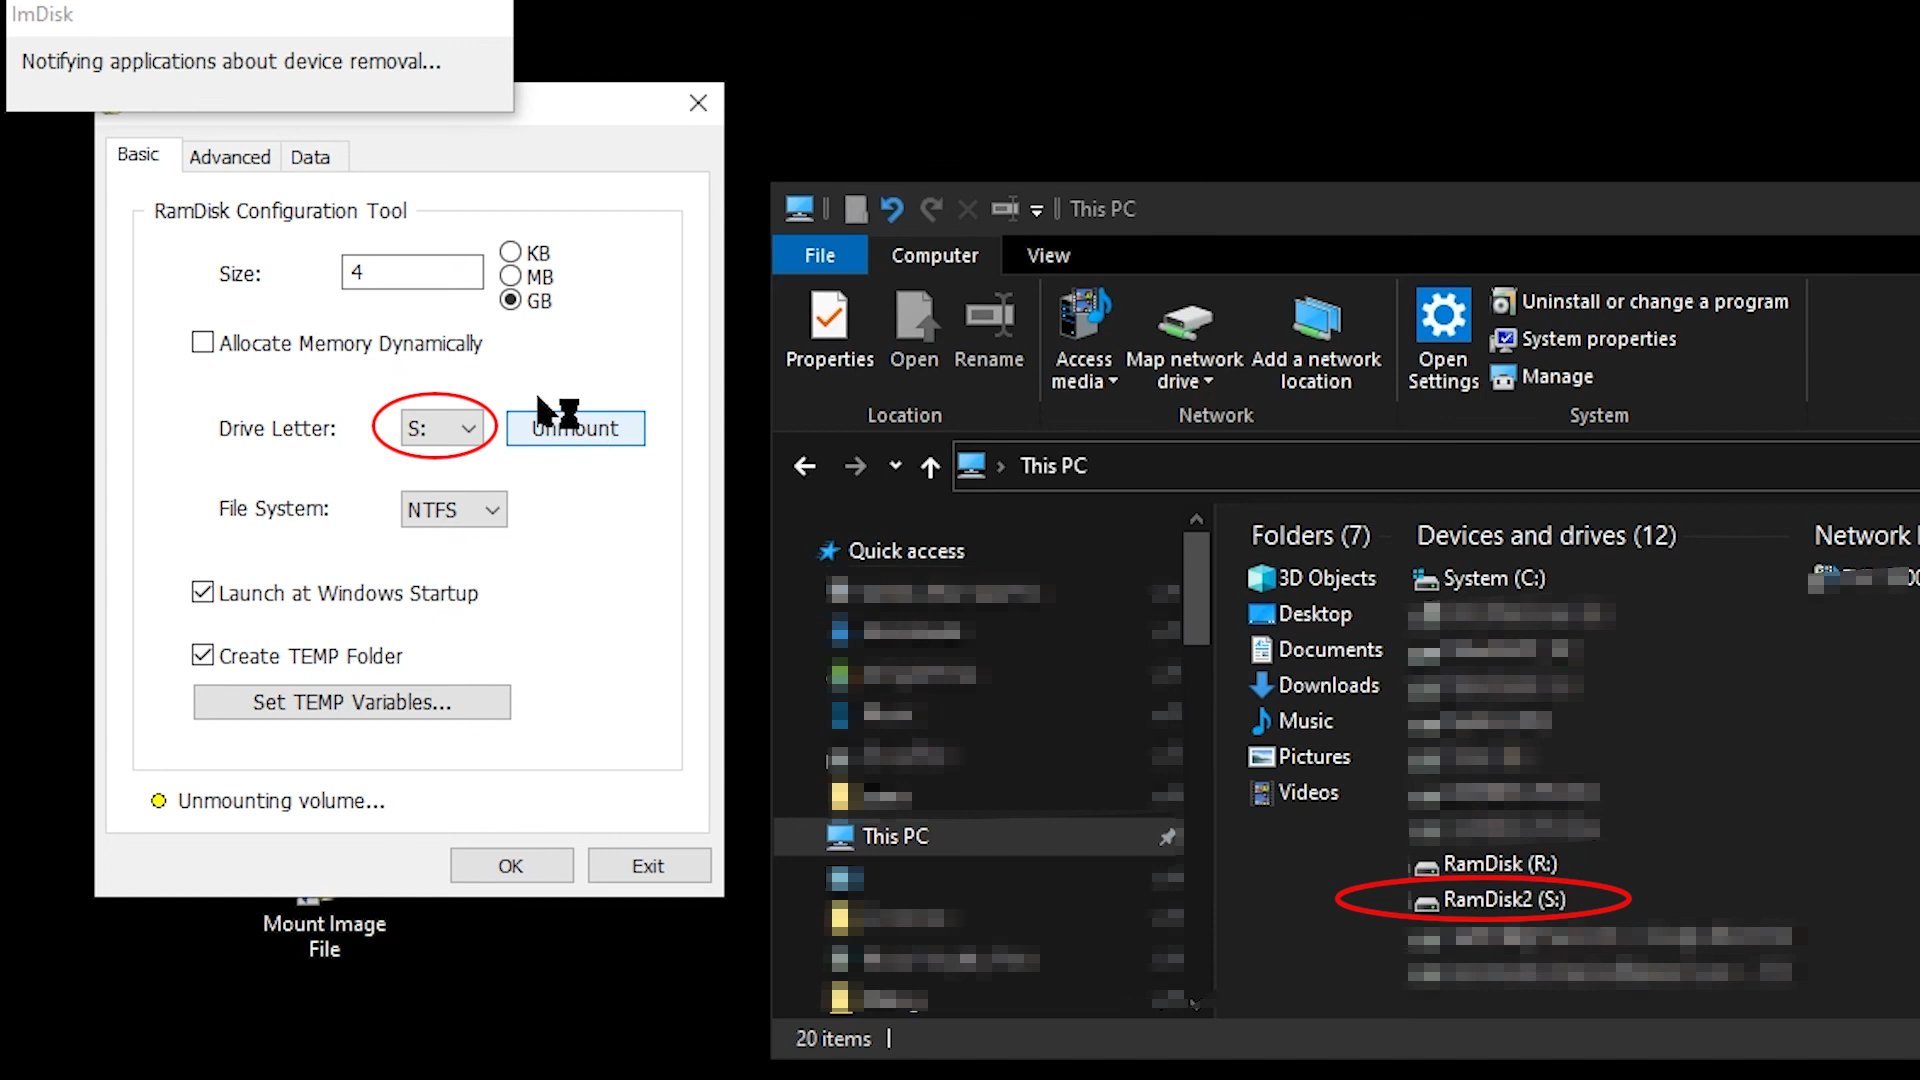 ImDisk
Notifying applications about device removal...
Basic
Advanced
Data
RamDisk Configuration Tool
Size:
4
KB
MB
GB
Allocate Memory Dynamically
Drive Letter:
S:
Unmount
File System:
NTFS
Launch at Windows Startup
Create TEMP Folder
Set TEMP Variables...
Unmounting volume...
OK
Exit
Mount Image
File
This PC
File
Computer
View
Properties
Open
Rename
Location
Access
media
Map network
drive
Add a network
location
Network
Open
Settings
Uninstall or change a program
System properties
Manage
System
This PC
Quick access
This PC
Folders (7)
3D Objects
Desktop
Documents
Downloads
Music
Pictures
Videos
Devices and drives (12)
System (C:)
RamDisk (R:)
RamDisk2 (S:)
Network
20 items